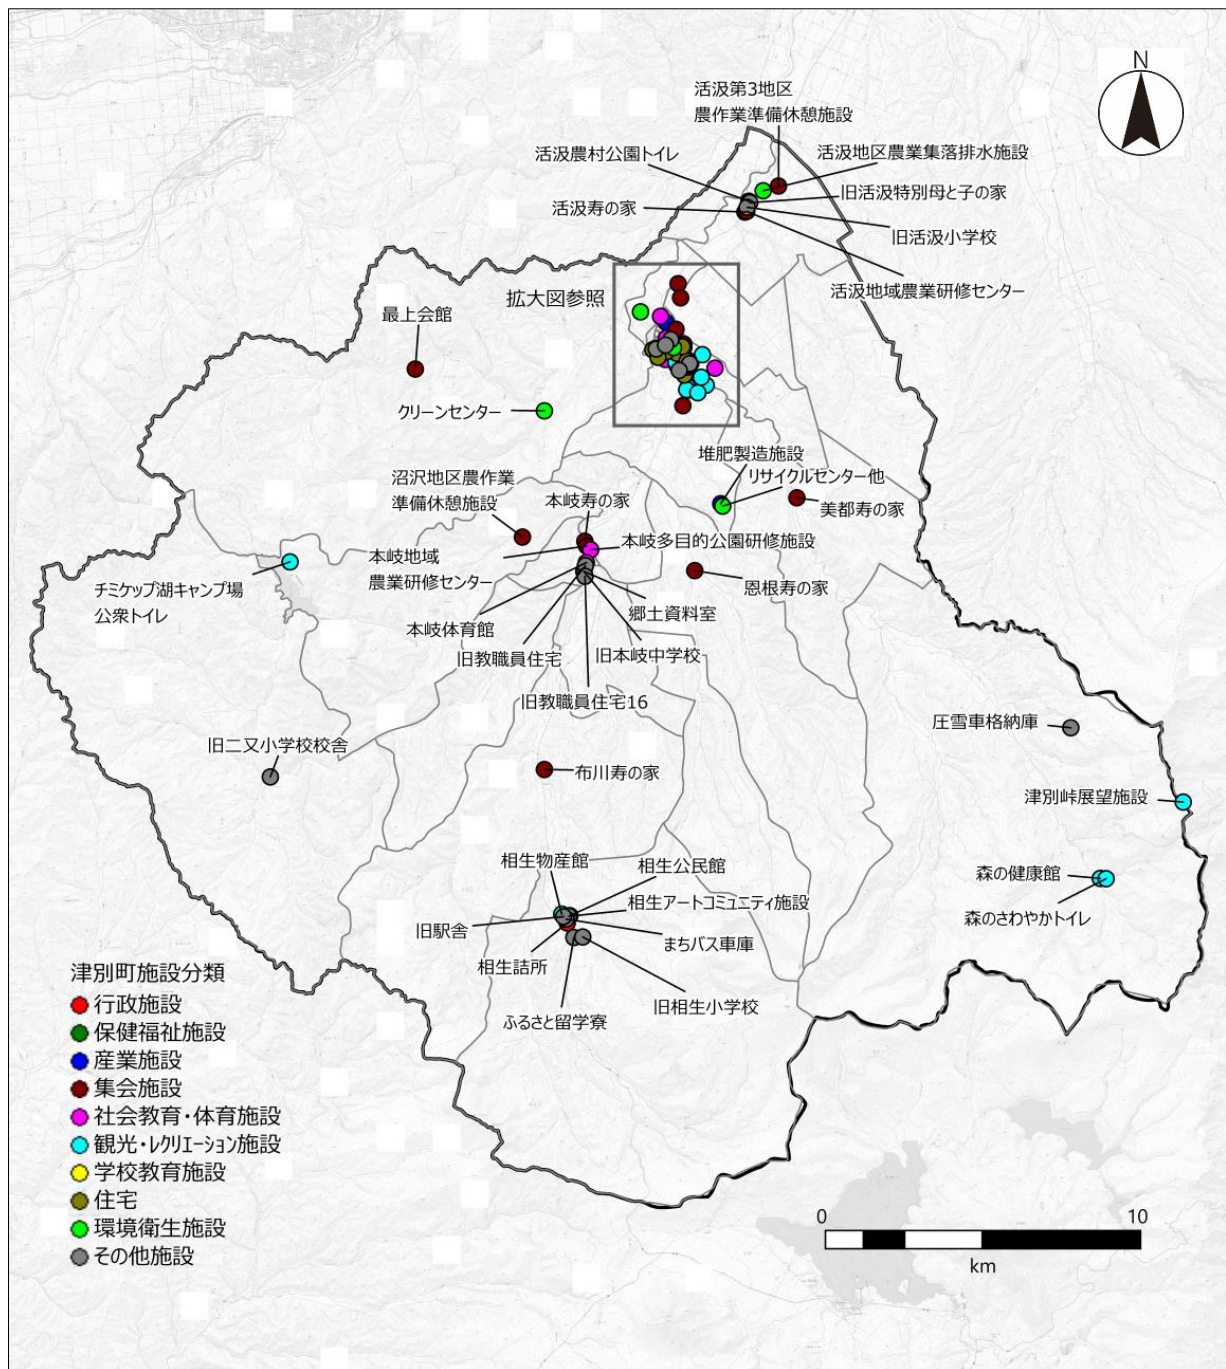 N
活汲第3地区
農作業準備休憩施設
活汲農村公園トイレ
活汲地区農業集落排水施設
旧活汲特別母と子の家
活汲寿の家
旧活汲小学校
活汲地域農業研修センター
拡大図参照
最上会館
クリーンセンター
堆肥製造施設
リサイクルセンター他
沼沢地区農作業
準備休憩施設
本岐寿の家
美都寿の家
本岐多目的公園研修施設
本岐地域
農業研修センター
チミケップ湖キャンプ場
公衆トイレ
恩根寿の家
郷土資料室
本岐体育館
旧教職員住宅
旧本岐中学校
旧教職員住宅16
圧雪車格納庫
旧二又小学校校舎
布川寿の家
津別峠展望施設
相生物産館
相生公民館
森の健康館
相生アートコミュニティ施設
森のさわやかトイレ
旧駅舎
まちバス車庫
相生詰所
旧相生小学校
ふるさと留学寮
津別町施設分類
行政施設
保健福祉施設
産業施設
集会施設
社会教育・体育施設
観光・レクリエーション施設
学校教育施設
住宅
環境衛生施設
その他施設
0 10
km